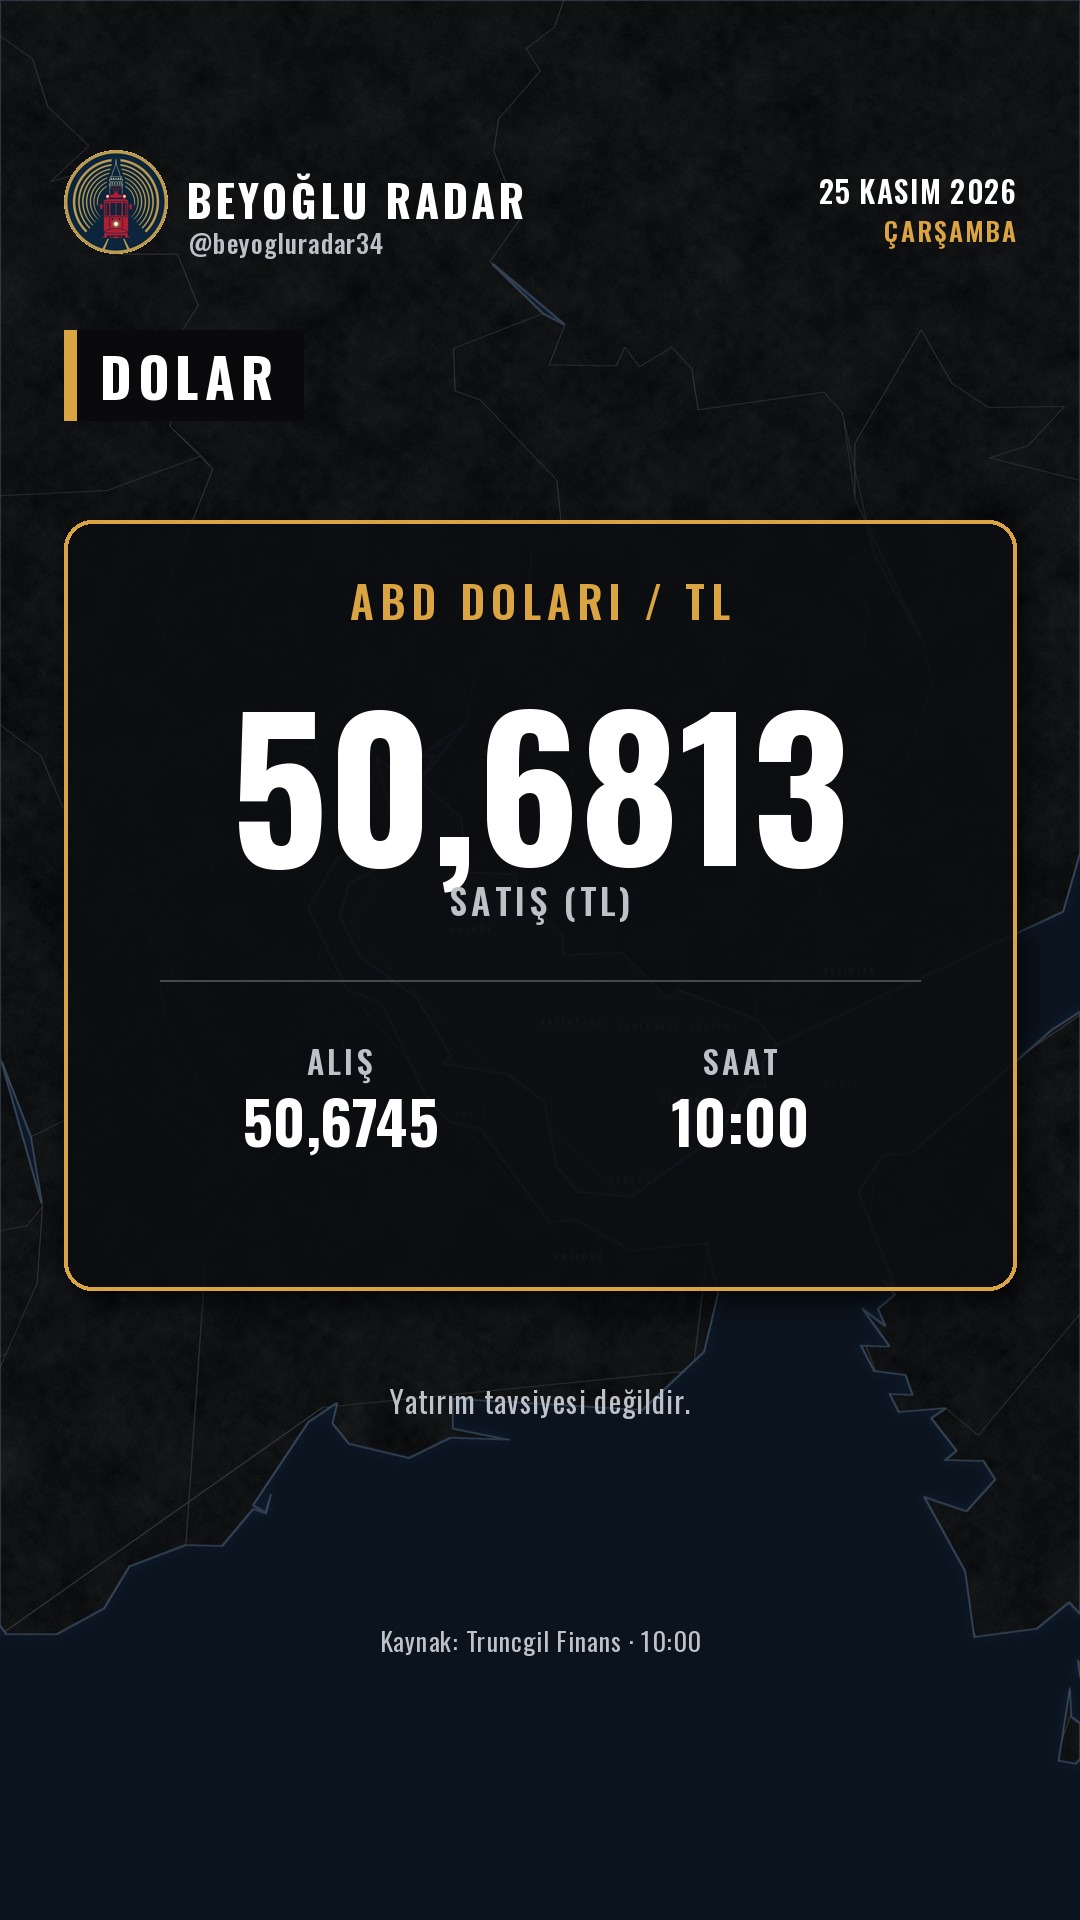 BEYOĞLU RADAR
@beyogluradar34
25 KASIM 2026
ÇARŞAMBA
DOLAR
ABD DOLARI / TL
50,6813
SATIŞ (TL)
ALIŞ
50,6745
SAAT
10:00
Yatırım tavsiyesi değildir.
Kaynak: Truncgil Finans · 10:00